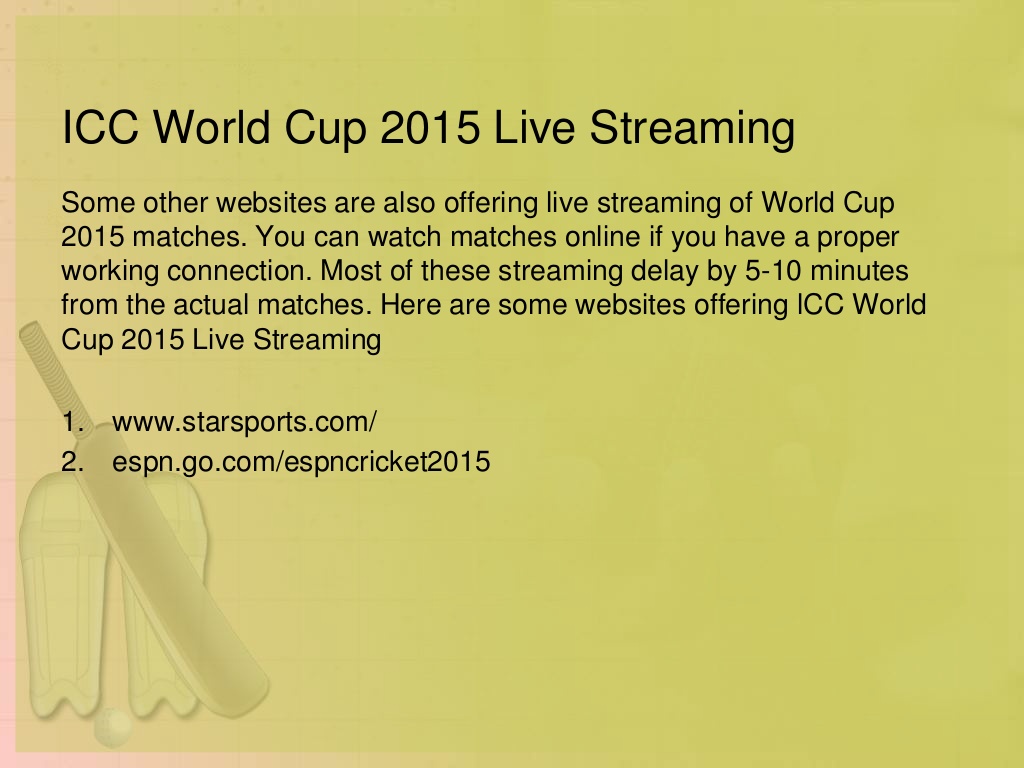 ICC World Cup 2015 Live Streaming
Some other websites are also offering live streaming of World Cup
2015 matches. You can watch matches online if you have a proper
working connection. Most of these streaming delay by 5-10 minutes
from the actual matches. Here are some websites offering ICC World
Cup 2015 Live Streaming
1. www.starsports.com/
2. espn.go.com/espncricket2015